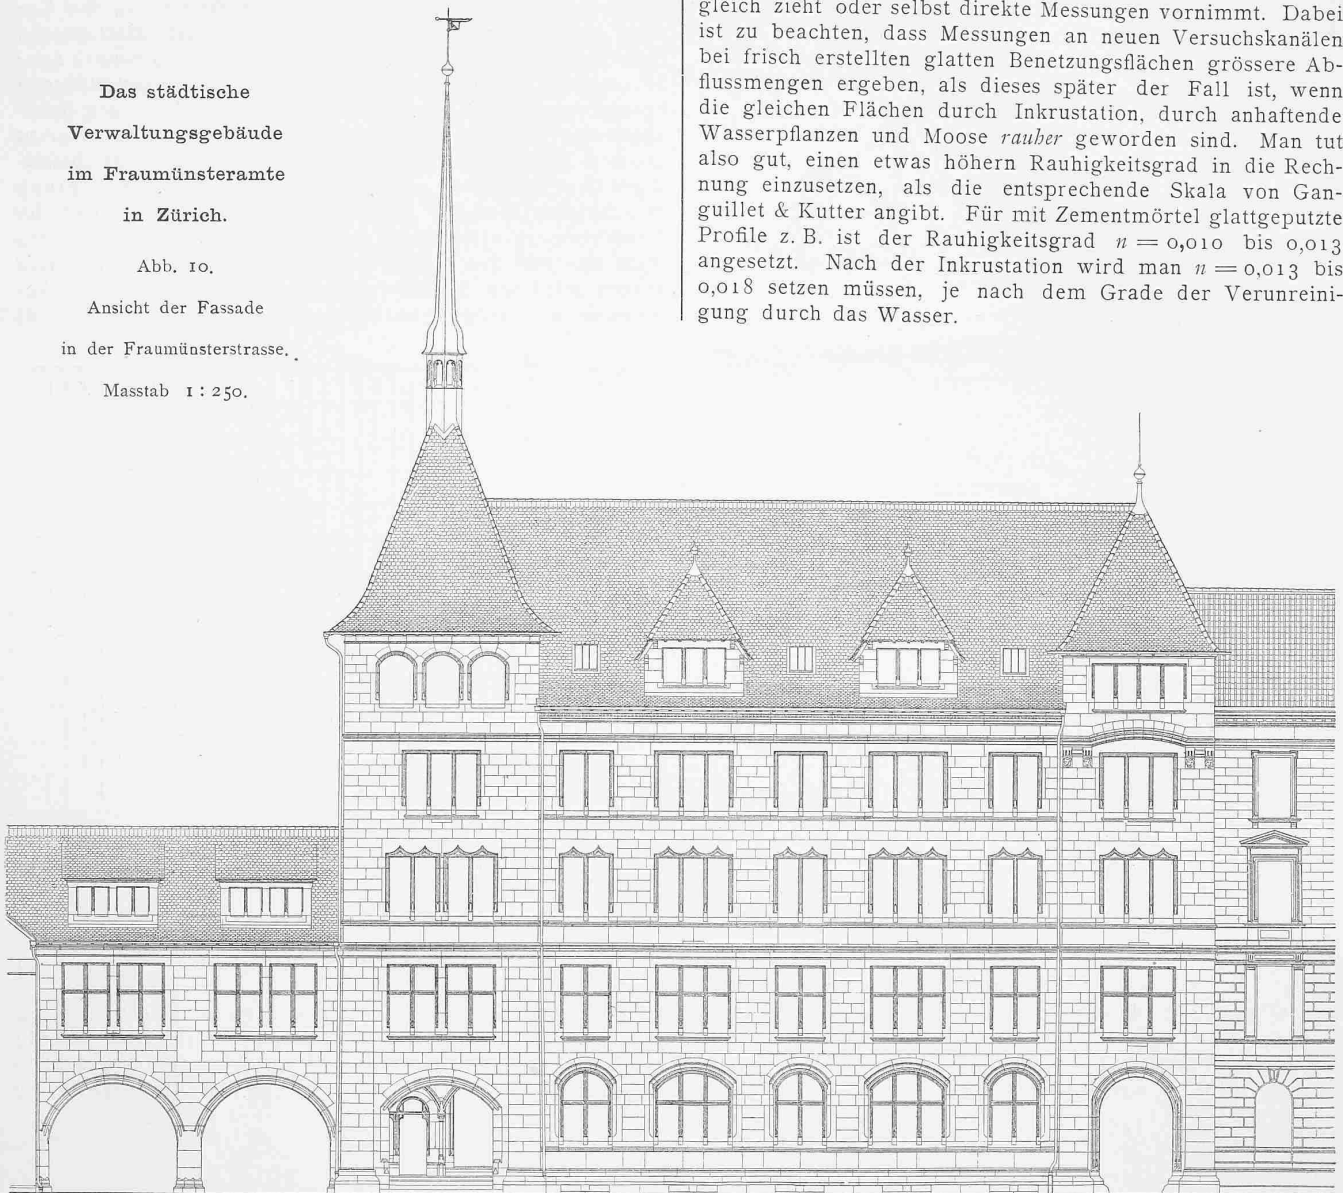 Das städtische
Verwaltungsgebäude
im Fraumünsteramte
in Zürich.
Abb. 10.
Ansicht der Fassade
in der Fraumünsterstrasse.
Masstab 1 : 250.
gleich zieht oder selbst direkte Messungen vornimmt. Dabei
ist zu beachten, dass Messungen an neuen Versuchskanälen
bei frisch erstellten glatten Benetzungsflächen grössere Ab-
flussmengen ergeben, als dieses später der Fall ist, wenn
die gleichen Flächen durch Inkrustation, durch anhaftende
Wasserpflanzen und Moose rauher geworden sind. Man tut
also gut, einen etwas höhern Rauhigkeitsgrad in die Rech-
nung einzusetzen, als die entsprechende Skala von Gan-
guillet & Kutter angibt. Für mit Zementmörtel glattgeputzte
Profile z. B. ist der Rauhigkeitsgrad n = 0,010 bis 0,013
angesetzt. Nach der Inkrustation wird man n = 0,013 bis
0,018 setzen müssen, je nach dem Grade der Verunreini-
gung durch das Wasser.